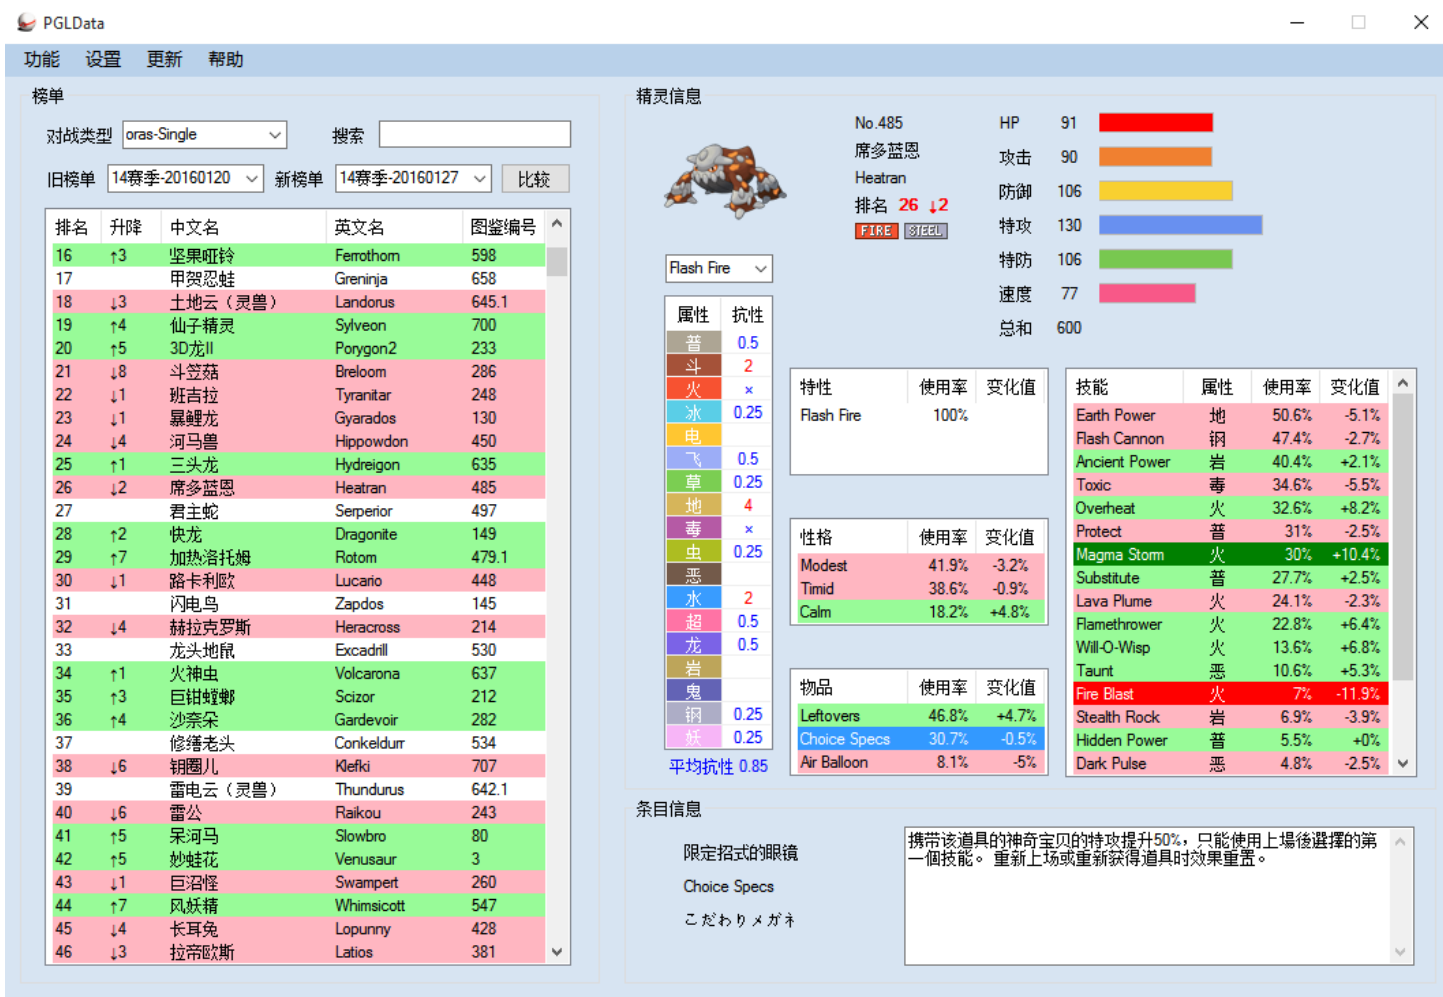 PGLData
功能 设置 更新 帮助
榜单
对战类型 oras-Single 搜索
旧榜单 14赛季-20160120 新榜单 14赛季-20160127 比较
排名 升降 中文名 英文名 图鉴编号
16 ↑3 坚果哑铃 Ferrothorn 598
17 甲贺忍蛙 Greninja 658
18 ↓3 土地云（灵兽） Landorus 645.1
19 ↑4 仙子精灵 Sylveon 700
20 ↑5 3D龙II Porygon2 233
21 ↓8 斗笠菇 Breloom 286
22 ↓1 班吉拉 Tyranitar 248
23 ↓1 暴鲤龙 Gyarados 130
24 ↓4 河马兽 Hippowdon 450
25 ↑1 三头龙 Hydreigon 635
26 ↓2 席多蓝恩 Heatran 485
27 君主蛇 Serperior 497
28 ↑2 快龙 Dragonite 149
29 ↑7 加热洛托姆 Rotom 479.1
30 ↓1 路卡利欧 Lucario 448
31 闪电鸟 Zapdos 145
32 ↓4 赫拉克罗斯 Heracross 214
33 龙头地鼠 Excadrill 530
34 ↑1 火神虫 Volcarona 637
35 ↑3 巨钳螳螂 Scizor 212
36 ↑4 沙奈朵 Gardevoir 282
37 修缮老头 Conkeldurr 534
38 ↓6 钥圈儿 Klefki 707
39 雷电云（灵兽） Thundurus 642.1
40 ↓6 雷公 Raikou 243
41 ↑5 呆河马 Slowbro 80
42 ↑5 妙蛙花 Venusaur 3
43 ↓1 巨沼怪 Swampert 260
44 ↑7 风妖精 Whimsicott 547
45 ↓4 长耳兔 Lopunny 428
46 ↓3 拉帝欧斯 Latios 381
精灵信息
No.485
席多蓝恩
Heatran
排名 26 ↓2
FIRE STEEL
HP 91
攻击 90
防御 106
特攻 130
特防 106
速度 77
总和 600
Flash Fire
属性 抗性
普 0.5
斗 2
火 ×
冰 0.25
电
飞 0.5
草 0.25
地 4
毒 ×
虫 0.25
恶
水 2
超 0.5
龙 0.5
岩
鬼
钢 0.25
妖 0.25
平均抗性 0.85
特性 使用率 变化值
Flash Fire 100%
性格 使用率 变化值
Modest 41.9% -3.2%
Timid 38.6% -0.9%
Calm 18.2% +4.8%
物品 使用率 变化值
Leftovers 46.8% +4.7%
Choice Specs 30.7% -0.5%
Air Balloon 8.1% -5%
技能 属性 使用率 变化值
Earth Power 地 50.6% -5.1%
Flash Cannon 钢 47.4% -2.7%
Ancient Power 岩 40.4% +2.1%
Toxic 毒 34.6% -5.5%
Overheat 火 32.6% +8.2%
Protect 普 31% -2.5%
Magma Storm 火 30% +10.4%
Substitute 普 27.7% +2.5%
Lava Plume 火 24.1% -2.3%
Flamethrower 火 22.8% +6.4%
Will-O-Wisp 火 13.6% +6.8%
Taunt 恶 10.6% +5.3%
Fire Blast 火 7% -11.9%
Stealth Rock 岩 6.9% -3.9%
Hidden Power 普 5.5% +0%
Dark Pulse 恶 4.8% -2.5%
条目信息
限定招式的眼镜
Choice Specs
こだわりメガネ
携带该道具的神奇宝贝的特攻提升50%，只能使用上場後選擇的第
一個技能。 重新上场或重新获得道具时效果重置。